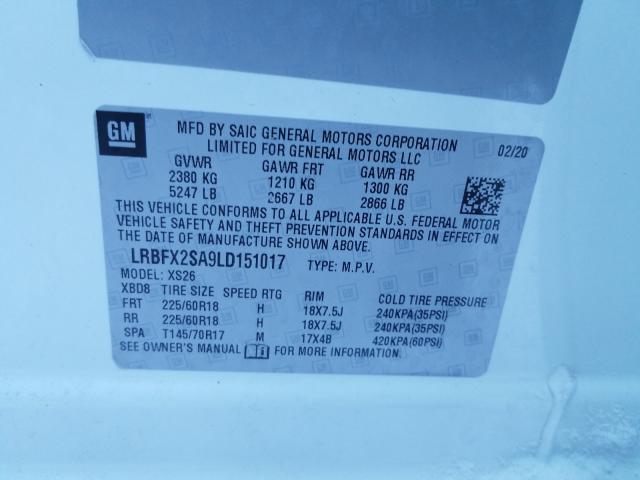 GM
MFD BY SAIC GENERAL MOTORS CORPORATION
LIMITED FOR GENERAL MOTORS LLC 02/20
GVWR GAWR FRT GAWR RR
2380 KG 1210 KG 1300 KG
5247 LB 2667 LB 2866 LB
THIS VEHICLE CONFORMS TO ALL APPLICABLE U.S. FEDERAL MOTOR
VEHICLE SAFETY AND THEFT PREVENTION STANDARDS IN EFFECT ON
THE DATE OF MANUFACTURE SHOWN ABOVE.
LRBFX2SA9LD151017 TYPE: M.P.V.
MODEL: XS26
XBD8 TIRE SIZE SPEED RTG RIM COLD TIRE PRESSURE
FRT 225/60R18 H 18X7.5J 240KPA(35PSI)
RR 225/60R18 H 18X7.5J 240KPA(35PSI)
SPA T145/70R17 M 17X4B 420KPA(60PSI)
SEE OWNER'S MANUAL FOR MORE INFORMATION.